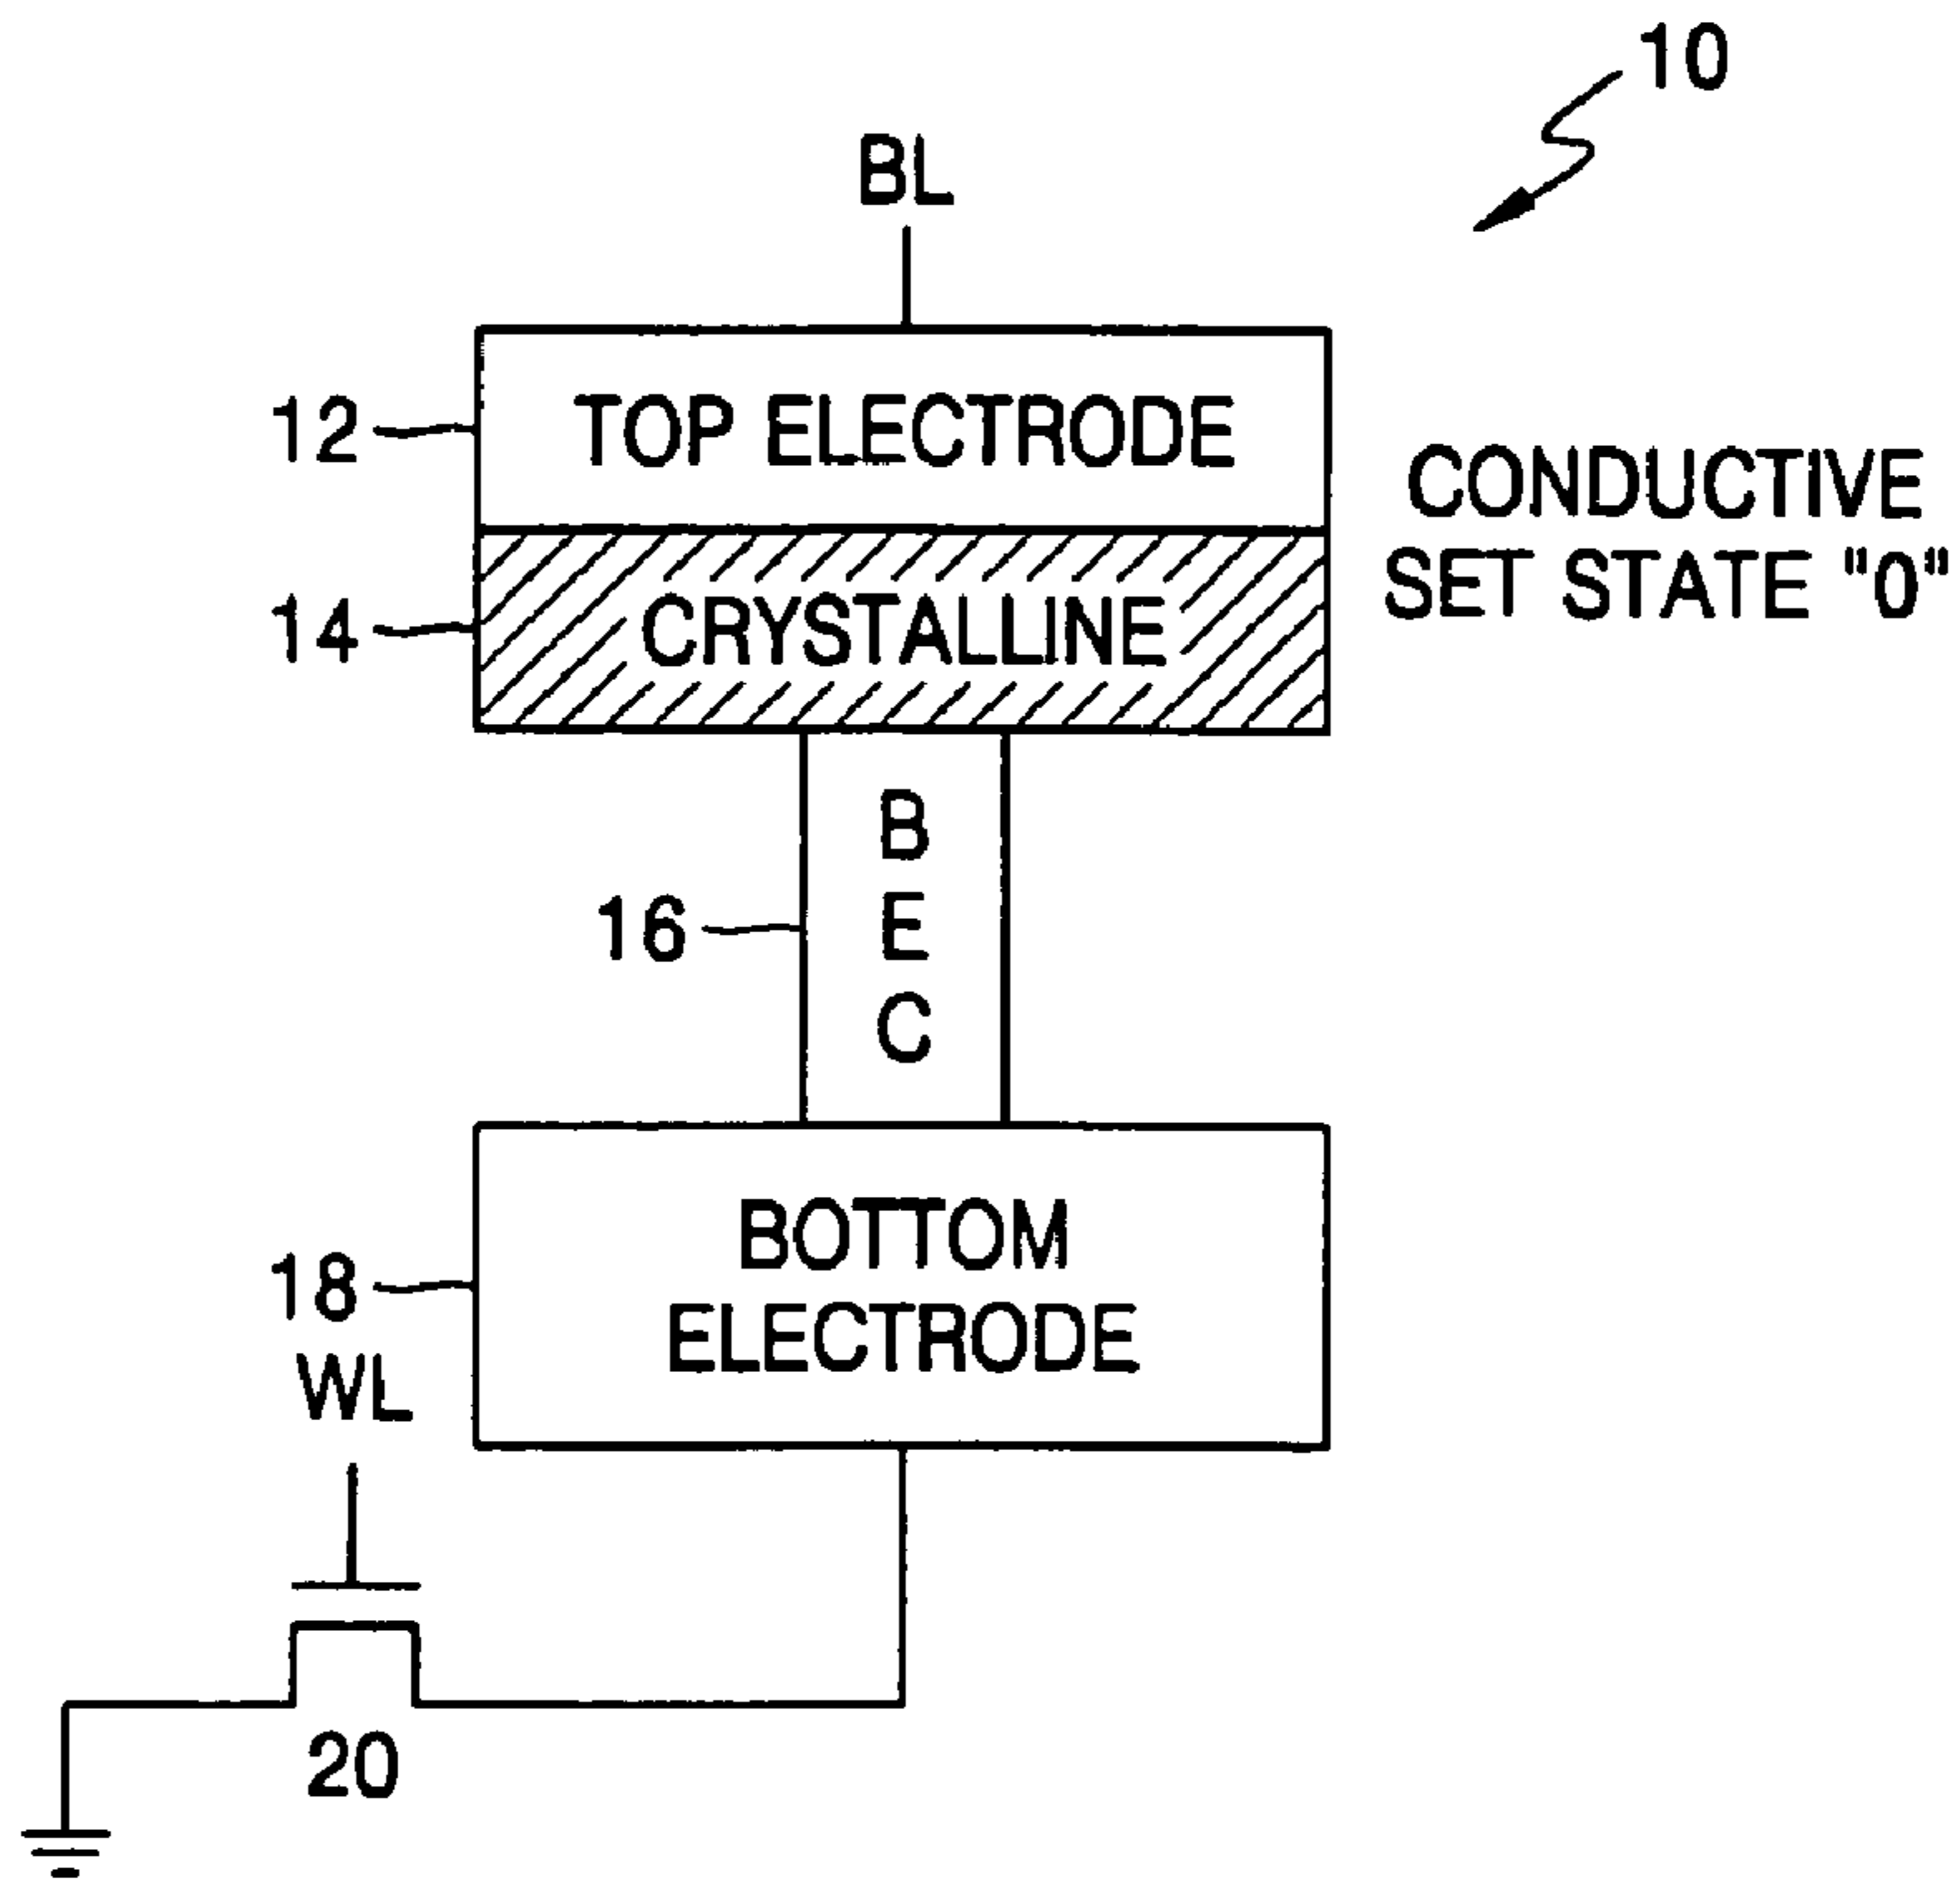 10
BL
12
TOP ELECTRODE
CONDUCTIVE
SET STATE "0"
14
CRYSTALLINE
16
B
E
C
BOTTOM
ELECTRODE
18
WL
20